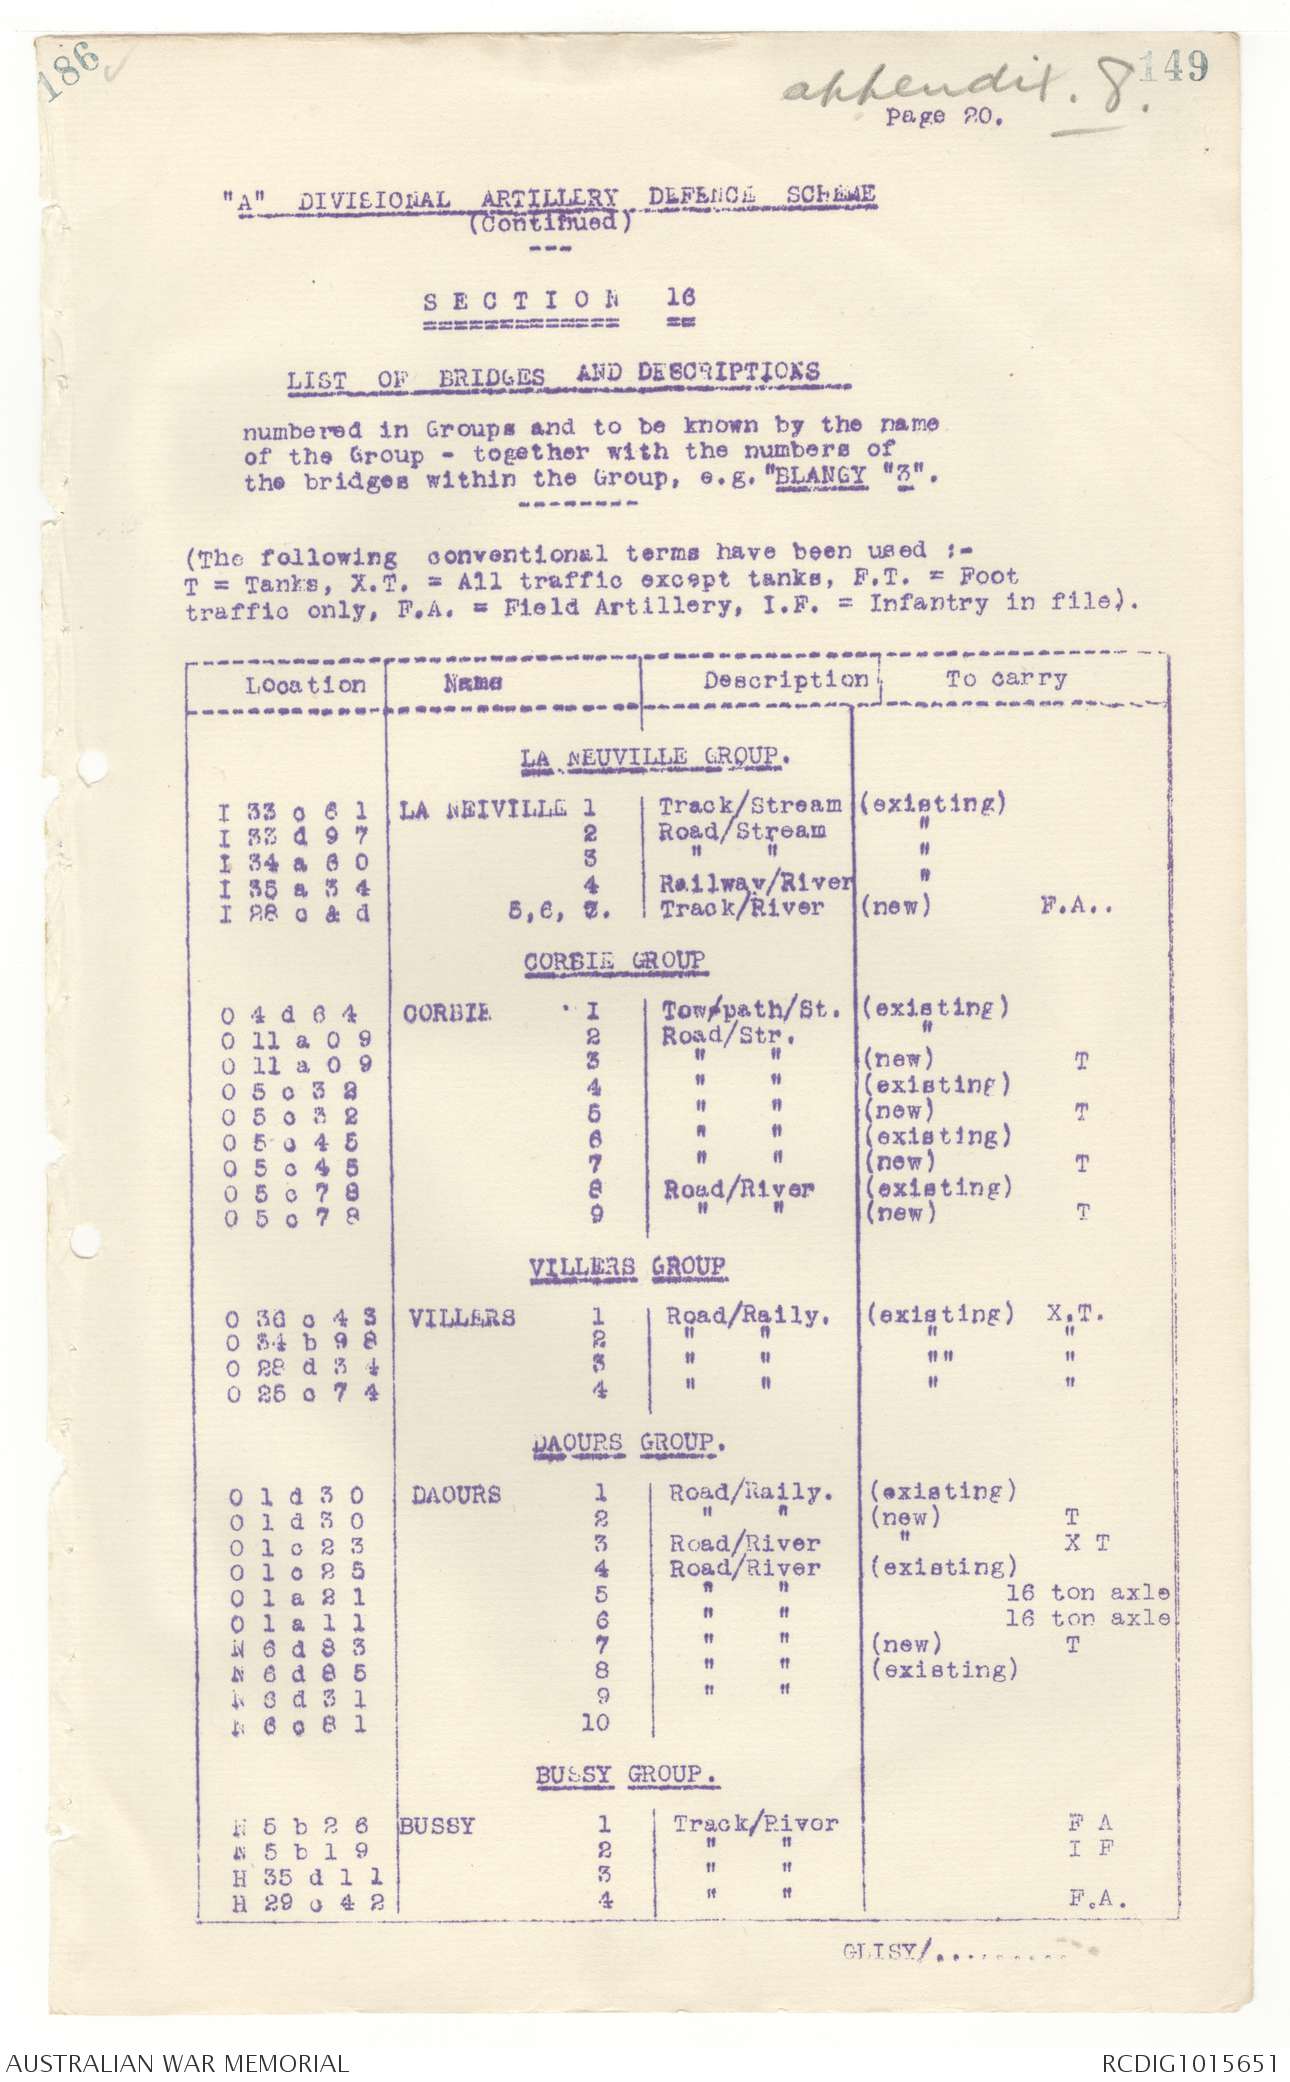 186
149
appendix. 8.
Page 20.
"A" DIVISIONAL ARTILLERY DEFENCE SCHEME
(Continued)
---
SECTION 16
LIST OF BRIDGES AND DESCRIPTIONS
numbered in Groups and to be known by the name
of the Group - together with the numbers of
the bridges within the Group, e.g. "BLANGY "3".
--------
(The following conventional terms have been used :-
T = Tanks, X.T. = All traffic except tanks, F.T. = Foot
traffic only, F.A. = Field Artillery, I.F. = Infantry in file).
Location Name Description To carry
LA NEUVILLE GROUP.
I 33 c 6 1 LA NEIVILLE 1 Track/Stream (existing)
I 33 d 9 7 2 Road/Stream "
I 34 a 6 0 3 " " "
I 35 a 3 4 4 Railway/River "
I 28 c & d 5,6, 7. Track/River (new) F.A..
CORBIE GROUP
O 4 d 6 4 CORBIE I Tow/path/St. (existing)
O 11 a 0 9 2 Road/Str. "
O 11 a 0 9 3 " " (new) T
O 5 c 3 2 4 " " (existing)
O 5 c 3 2 5 " " (new) T
O 5 c 4 5 6 " " (existing)
O 5 c 4 5 7 " " (new) T
O 5 c 7 8 8 Road/River (existing)
O 5 c 7 8 9 " " (new) T
VILLERS GROUP
O 36 c 4 3 VILLERS 1 Road/Raily. (existing) X.T.
O 34 b 9 8 2 " " " "
O 28 d 3 4 3 " " "" "
O 25 c 7 4 4 " " " "
DAOURS GROUP.
O 1 d 3 0 DAOURS 1 Road/Raily. (existing)
O 1 d 3 0 2 " " (new) T
O 1 c 2 3 3 Road/River " X T
O 1 c 2 5 4 Road/River (existing)
O 1 a 2 1 5 " " 16 ton axle
O 1 a 1 1 6 " " 16 ton axle
N 6 d 8 3 7 " " (new) T
N 6 d 8 5 8 " " (existing)
N 6 d 3 1 9 " "
N 6 c 8 1 10
BUSSY GROUP.
N 5 b 2 6 BUSSY 1 Track/River F A
N 5 b 1 9 2 " " I F
H 35 d 1 1 3 " "
H 29 c 4 2 4 " " F.A.
GLISY/.........
AUSTRALIAN WAR MEMORIAL RCDIG1015651